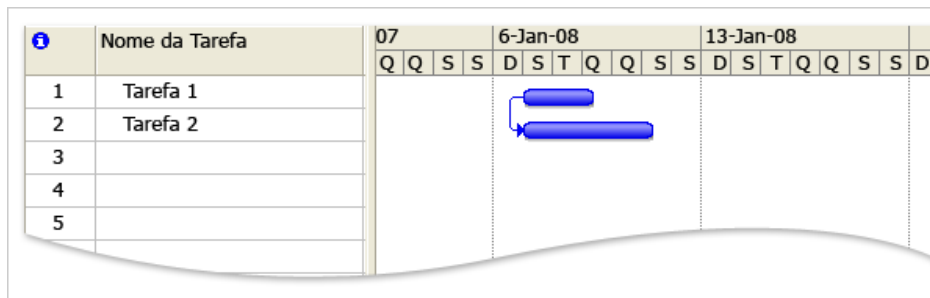 Nome da Tarefa 07 6-Jan-08 13-Jan-08
Q Q S S D S T Q Q S S D S T Q Q S S D
1 Tarefa 1
2 Tarefa 2
3
4
5